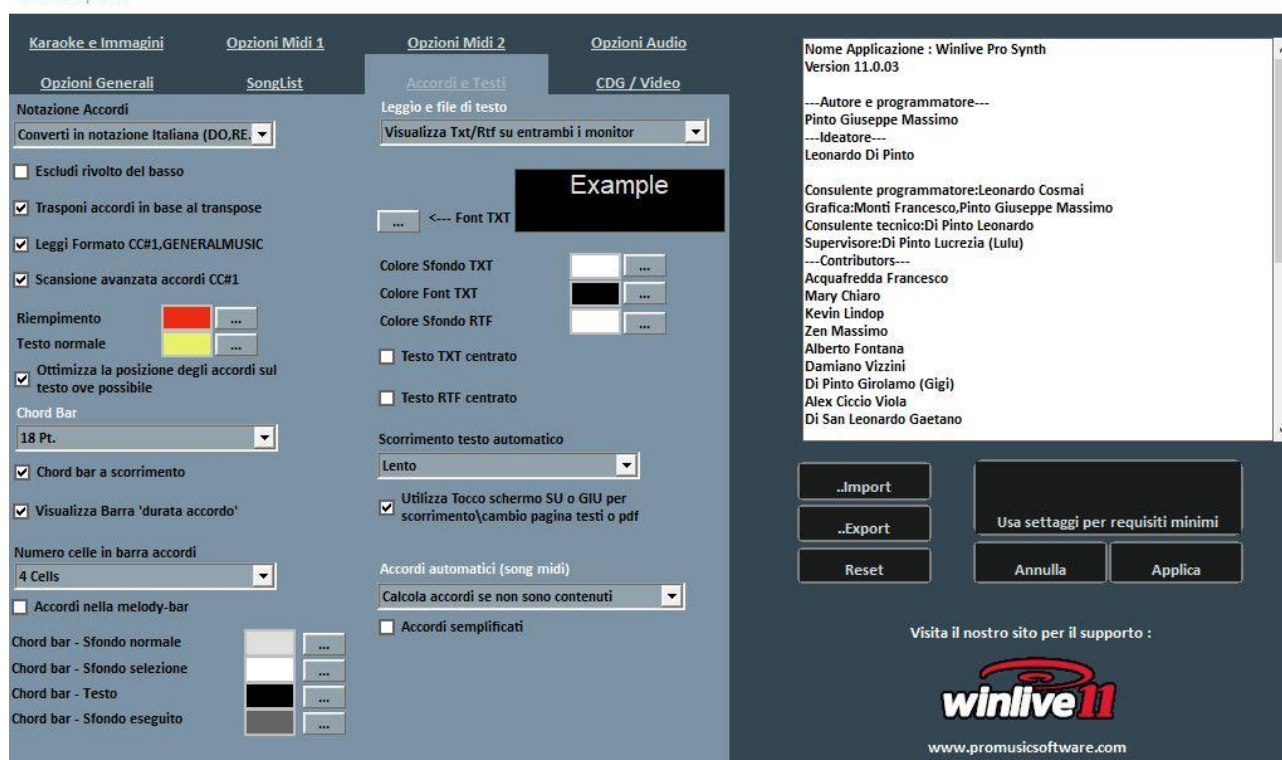 Karaoke e Immagini
Opzioni Midi 1
Opzioni Midi 2
Opzioni Audio
Opzioni Generali
SongList
Accordi e Testi
CDG / Video
Notazione Accordi
Converti in notazione Italiana (DO,RE.
Escludi rivolto del basso
Trasponi accordi in base al transpose
Leggi Formato CC#1,GENERALMUSIC
Scansione avanzata accordi CC#1
Riempimento
...
Testo normale
...
Ottimizza la posizione degli accordi sul
testo ove possibile
Chord Bar
18 Pt.
Chord bar a scorrimento
Visualizza Barra 'durata accordo'
Numero celle in barra accordi
4 Cells
Accordi nella melody-bar
Chord bar - Sfondo normale
...
Chord bar - Sfondo selezione
...
Chord bar - Testo
...
Chord bar - Sfondo eseguito
...
Leggio e file di testo
Visualizza Txt/Rtf su entrambi i monitor
Example
... <--- Font TXT
Colore Sfondo TXT
...
Colore Font TXT
...
Colore Sfondo RTF
...
Testo TXT centrato
Testo RTF centrato
Scorrimento testo automatico
Lento
Utilizza Tocco schermo SU o GIU per
scorrimento\cambio pagina testi o pdf
Accordi automatici (song midi)
Calcola accordi se non sono contenuti
Accordi semplificati
Nome Applicazione : Winlive Pro Synth
Version 11.0.03
---Autore e programmatore---
Pinto Giuseppe Massimo
---Ideatore---
Leonardo Di Pinto
Consulente programmatore:Leonardo Cosmai
Grafica:Monti Francesco,Pinto Giuseppe Massimo
Consulente tecnico:Di Pinto Leonardo
Supervisore:Di Pinto Lucrezia (Lulu)
---Contributors---
Acquafredda Francesco
Mary Chiaro
Kevin Lindop
Zen Massimo
Alberto Fontana
Damiano Vizzini
Di Pinto Girolamo (Gigi)
Alex Ciccio Viola
Di San Leonardo Gaetano
..Import
..Export
Reset
Usa settaggi per requisiti minimi
Annulla
Applica
Visita il nostro sito per il supporto :
winlive11
www.promusicsoftware.com